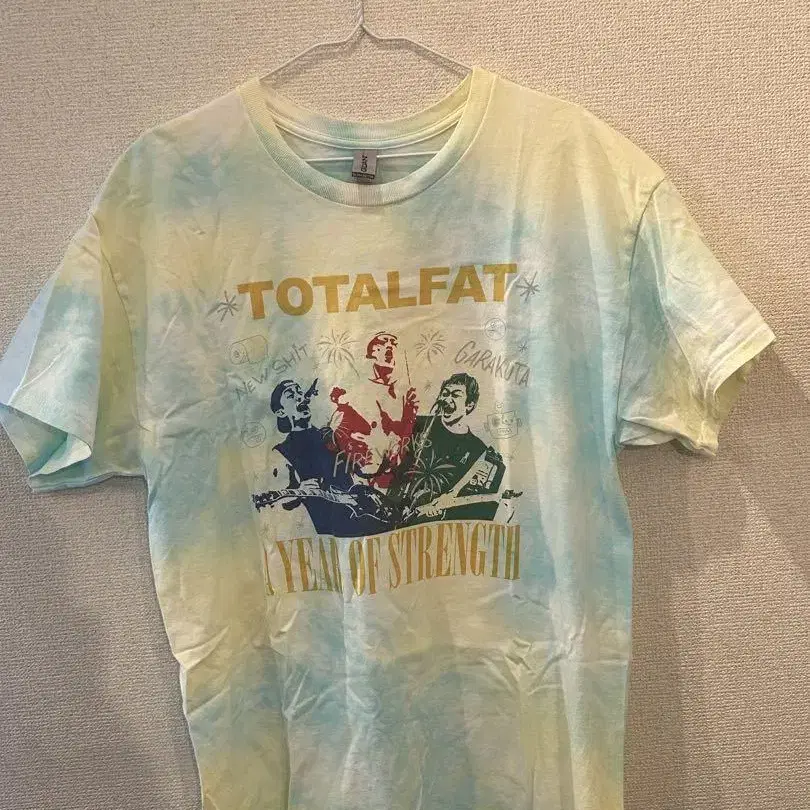 TOTALFAT
NEW SHIT
GARAKUTA
FIREWORKS
A YEAR OF STRENGTH